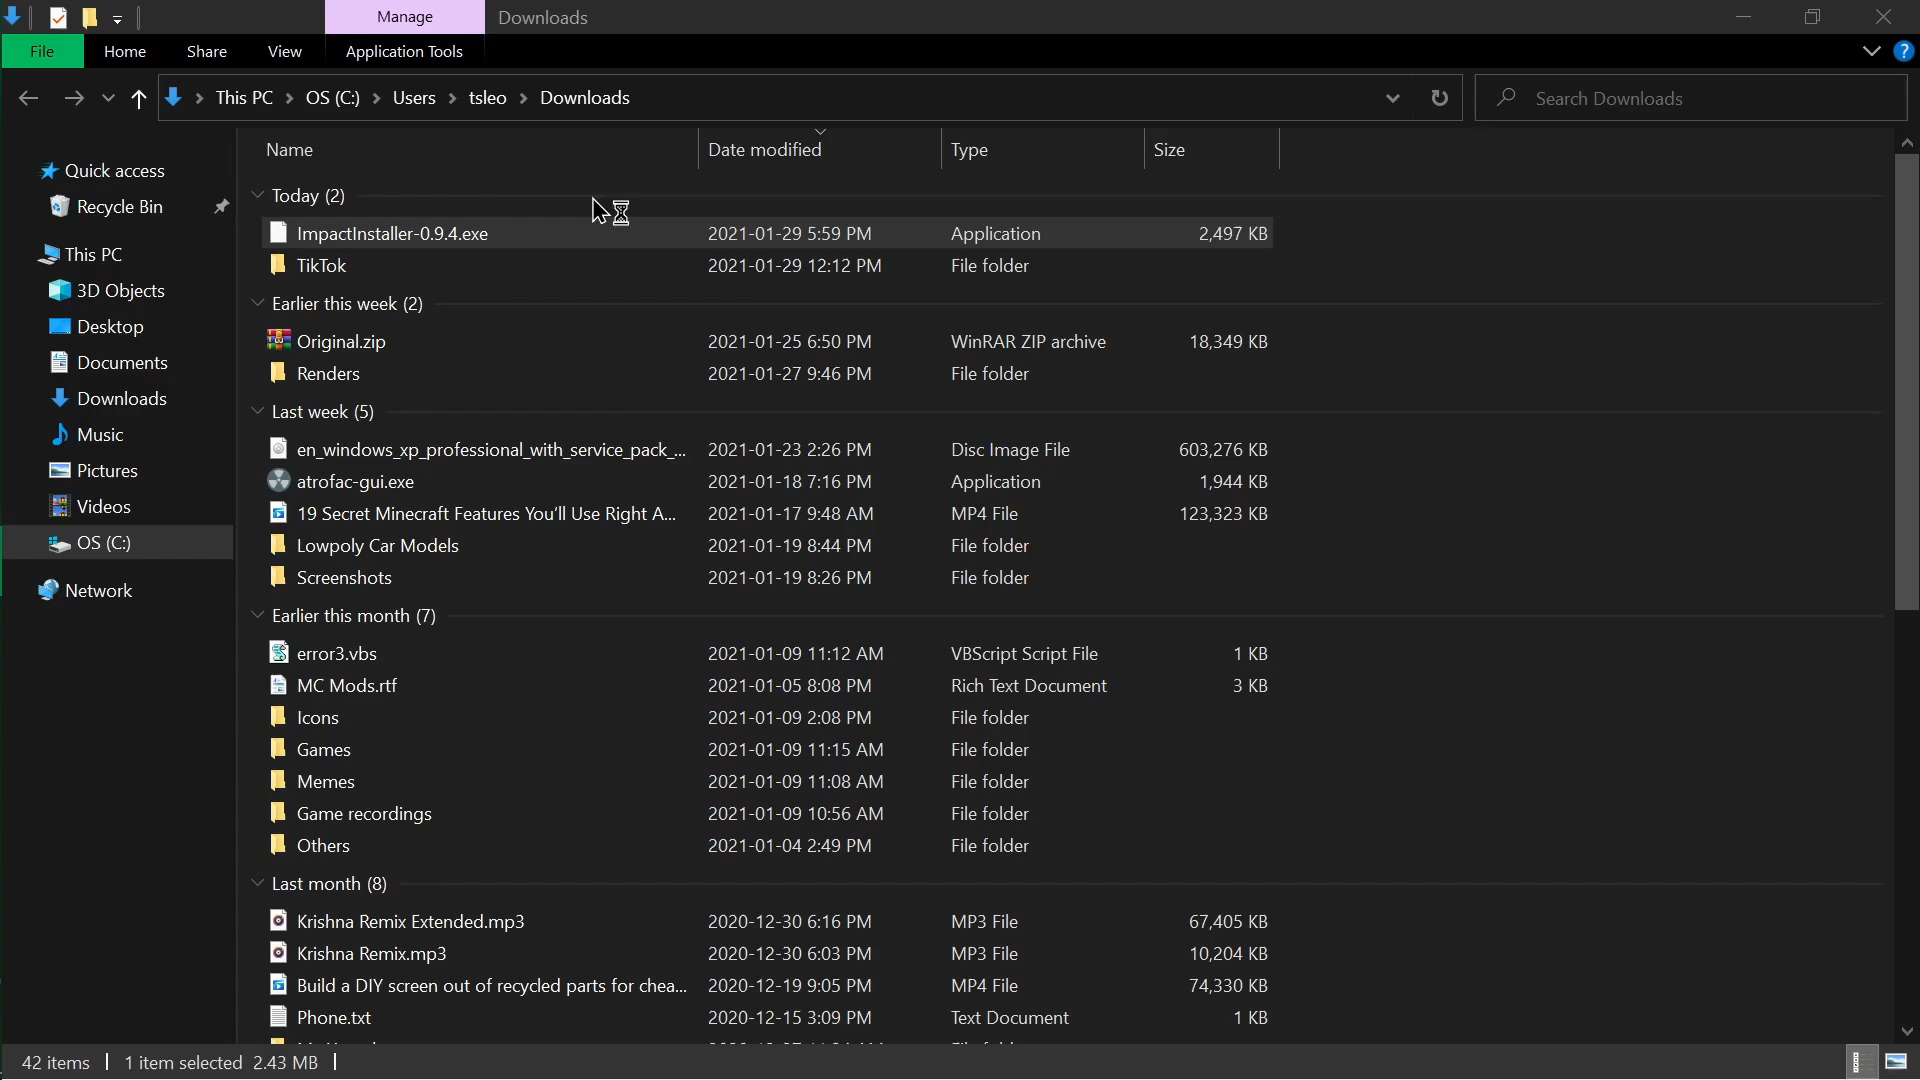 Manage Downloads
File Home Share View Application Tools
This PC OS (C:) Users tsleo Downloads Search Downloads
Name Date modified Type Size
Quick access
Recycle Bin
This PC
3D Objects
Desktop
Documents
Downloads
Music
Pictures
Videos
OS (C:)
Network
Today (2)
ImpactInstaller-0.9.4.exe 2021-01-29 5:59 PM Application 2,497 KB
TikTok 2021-01-29 12:12 PM File folder
Earlier this week (2)
Original.zip 2021-01-25 6:50 PM WinRAR ZIP archive 18,349 KB
Renders 2021-01-27 9:46 PM File folder
Last week (5)
en_windows_xp_professional_with_service_pack_... 2021-01-23 2:26 PM Disc Image File 603,276 KB
atrofac-gui.exe 2021-01-18 7:16 PM Application 1,944 KB
19 Secret Minecraft Features You'll Use Right A... 2021-01-17 9:48 AM MP4 File 123,323 KB
Lowpoly Car Models 2021-01-19 8:44 PM File folder
Screenshots 2021-01-19 8:26 PM File folder
Earlier this month (7)
error3.vbs 2021-01-09 11:12 AM VBScript Script File 1 KB
MC Mods.rtf 2021-01-05 8:08 PM Rich Text Document 3 KB
Icons 2021-01-09 2:08 PM File folder
Games 2021-01-09 11:15 AM File folder
Memes 2021-01-09 11:08 AM File folder
Game recordings 2021-01-09 10:56 AM File folder
Others 2021-01-04 2:49 PM File folder
Last month (8)
Krishna Remix Extended.mp3 2020-12-30 6:16 PM MP3 File 67,405 KB
Krishna Remix.mp3 2020-12-30 6:03 PM MP3 File 10,204 KB
Build a DIY screen out of recycled parts for chea... 2020-12-19 9:05 PM MP4 File 74,330 KB
Phone.txt 2020-12-15 3:09 PM Text Document 1 KB
42 items 1 item selected 2.43 MB